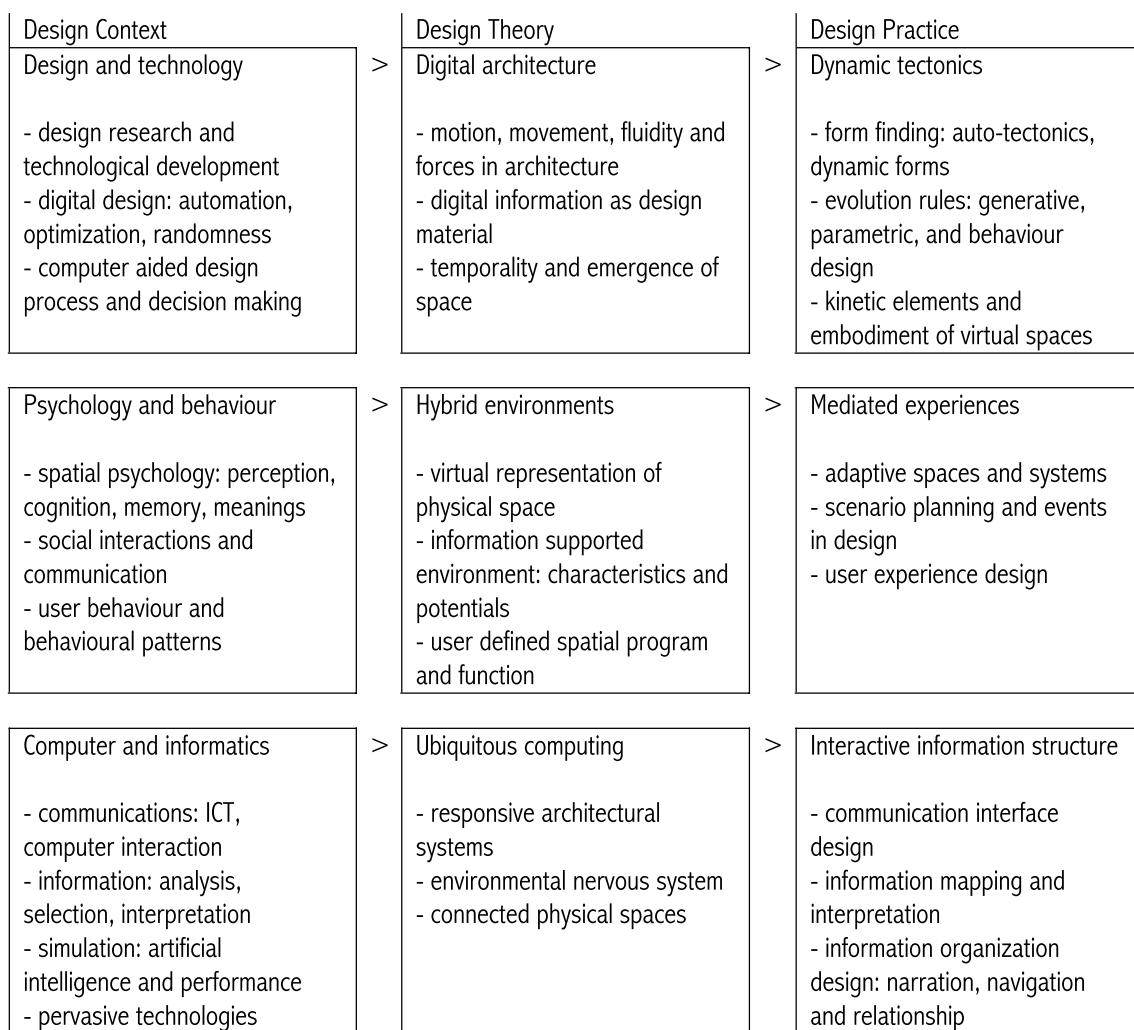 Design Context
Design Theory
Design Practice
Design and technology
>
Digital architecture
>
Dynamic tectonics
- design research and
technological development
- digital design: automation,
optimization, randomness
- computer aided design
process and decision making
- motion, movement, fluidity and
forces in architecture
- digital information as design
material
- temporality and emergence of
space
- form finding: auto-tectonics,
dynamic forms
- evolution rules: generative,
parametric, and behaviour
design
- kinetic elements and
embodiment of virtual spaces
Psychology and behaviour
>
Hybrid environments
>
Mediated experiences
- spatial psychology: perception,
cognition, memory, meanings
- social interactions and
communication
- user behaviour and
behavioural patterns
- virtual representation of
physical space
- information supported
environment: characteristics and
potentials
- user defined spatial program
and function
- adaptive spaces and systems
- scenario planning and events
in design
- user experience design
Computer and informatics
>
Ubiquitous computing
>
Interactive information structure
- communications: ICT,
computer interaction
- information: analysis,
selection, interpretation
- simulation: artificial
intelligence and performance
- pervasive technologies
- responsive architectural
systems
- environmental nervous system
- connected physical spaces
- communication interface
design
- information mapping and
interpretation
- information organization
design: narration, navigation
and relationship